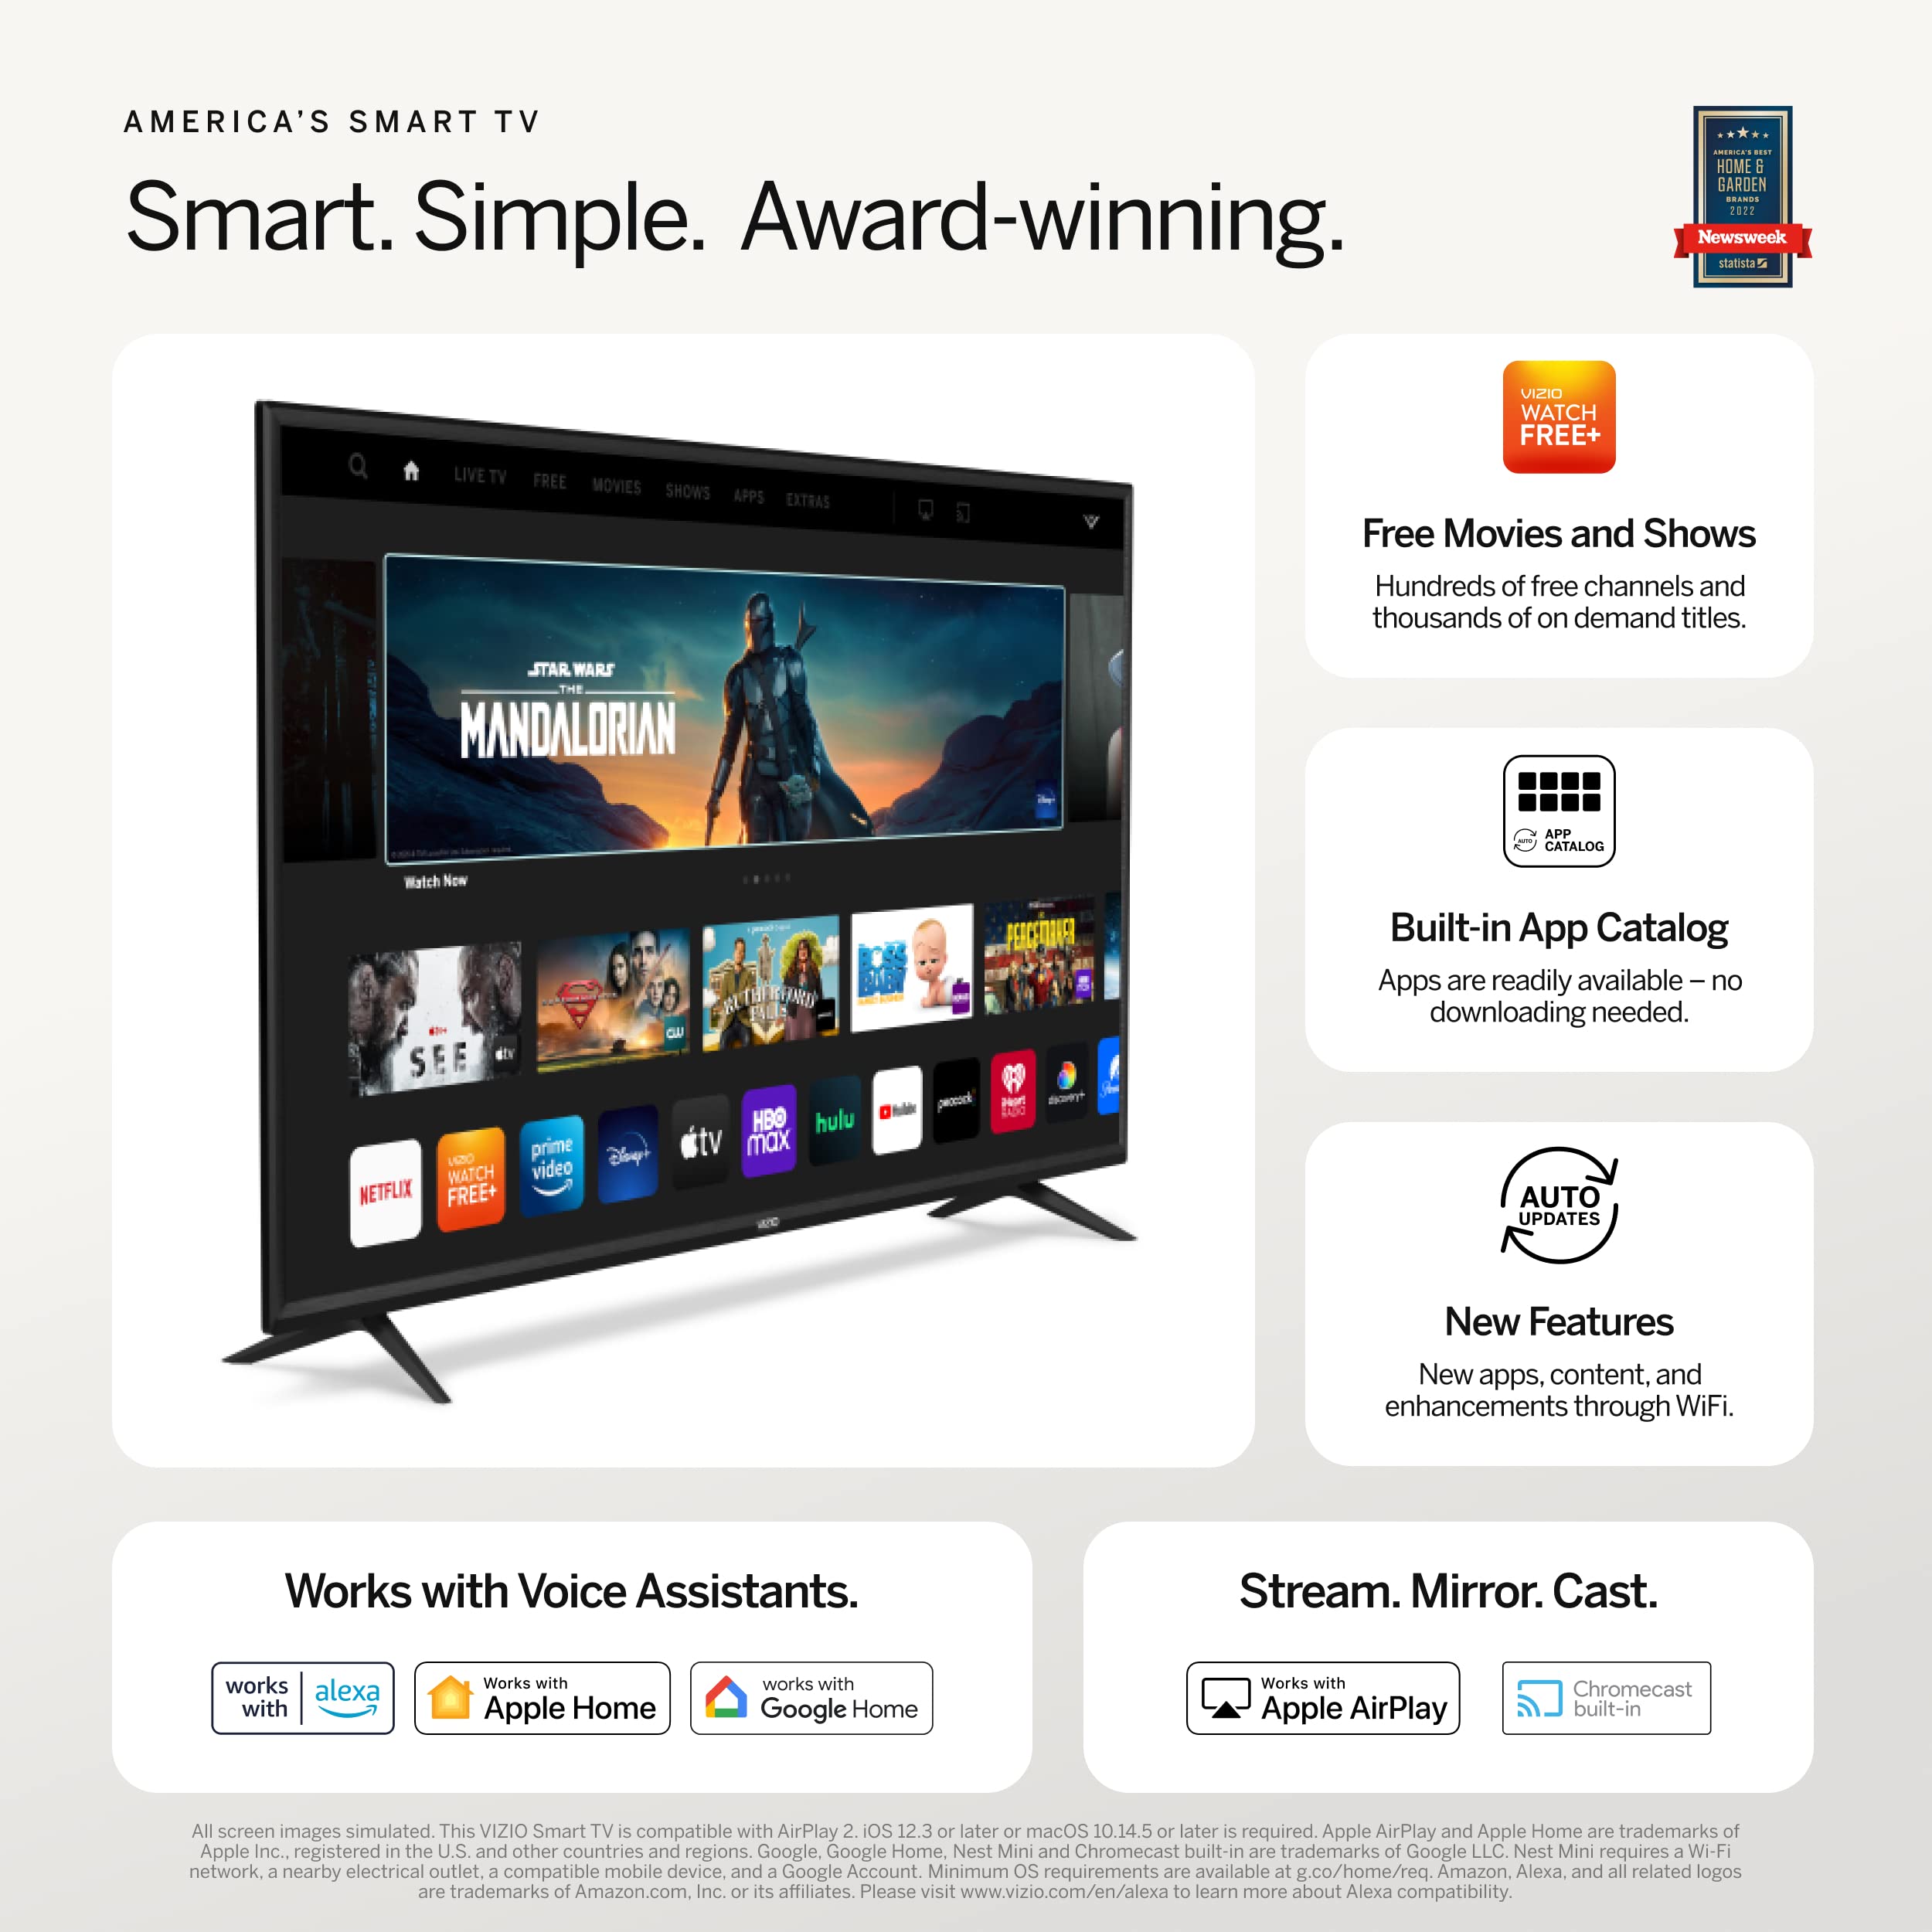 AMERICA'S SMART TV
Smart. Simple. Award-winning.
AMERICA'S BEST
HOME &
GARDEN
BRANDS
2022
Newsweek
statista
LIVE TV FREE MOVIES SHOWS APPS EXTRAS
STAR WARS
THE
MANDALORIAN
Disney+
Watch Now
SEE
tv
CW
RUTHERFORD
FALLS
BOSS
BABY
PEACEMAKER
NETFLIX
VIZIO
WATCH
FREE+
prime
video
Disney+
tv
HBO
max
hulu
YouTube
peacock
iHeart
RADIO
discovery+
VIZIO
VIZIO
WATCH
FREE+
Free Movies and Shows
Hundreds of free channels and
thousands of on demand titles.
AUTO
APP
CATALOG
Built-in App Catalog
Apps are readily available – no
downloading needed.
AUTO
UPDATES
New Features
New apps, content, and
enhancements through WiFi.
Works with Voice Assistants.
works
with
alexa
Works with
Apple Home
works with
Google Home
Stream. Mirror. Cast.
Works with
Apple AirPlay
Chromecast
built-in
All screen images simulated. This VIZIO Smart TV is compatible with AirPlay 2. iOS 12.3 or later or macOS 10.14.5 or later is required. Apple AirPlay and Apple Home are trademarks of
Apple Inc., registered in the U.S. and other countries and regions. Google, Google Home, Nest Mini and Chromecast built-in are trademarks of Google LLC. Nest Mini requires a Wi-Fi
network, a nearby electrical outlet, a compatible mobile device, and a Google Account. Minimum OS requirements are available at g.co/home/req. Amazon, Alexa, and all related logos
are trademarks of Amazon.com, Inc. or its affiliates. Please visit www.vizio.com/en/alexa to learn more about Alexa compatibility.